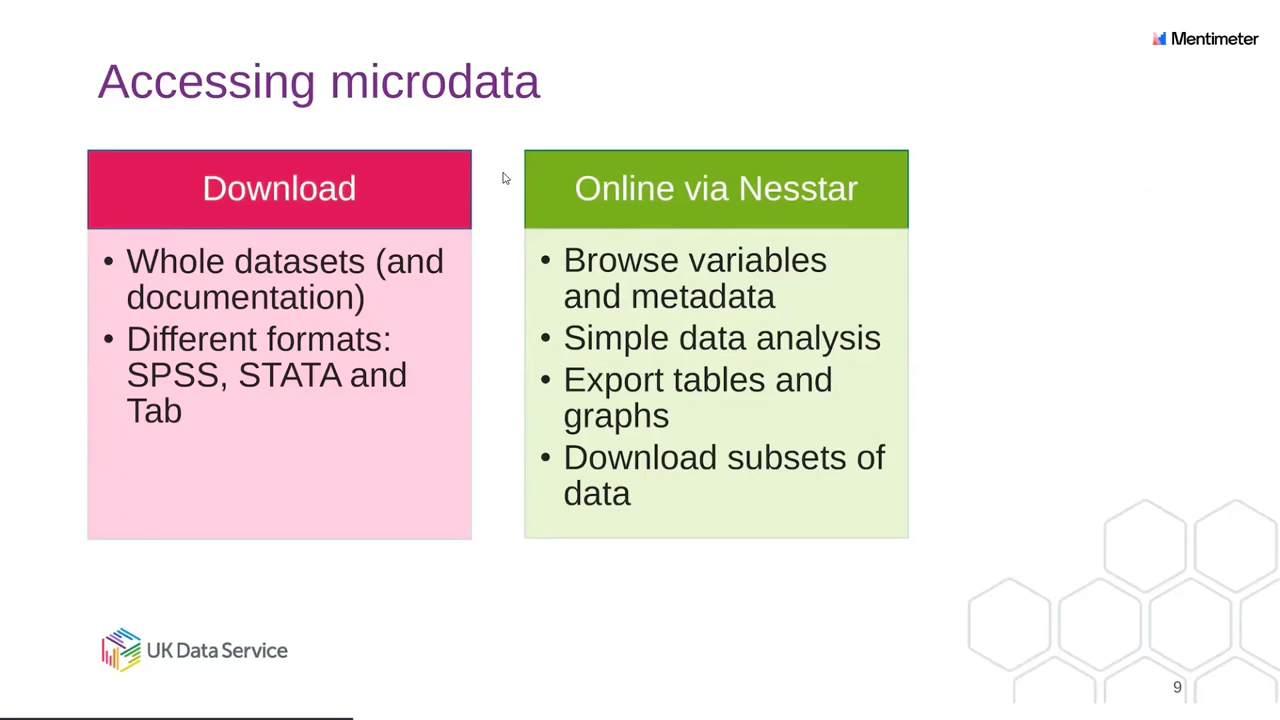 Mentimeter
Accessing microdata
Download
• Whole datasets (and
documentation)
• Different formats:
SPSS, STATA and
Tab
Online via Nesstar
• Browse variables
and metadata
• Simple data analysis
• Export tables and
graphs
• Download subsets of
data
UK Data Service
9